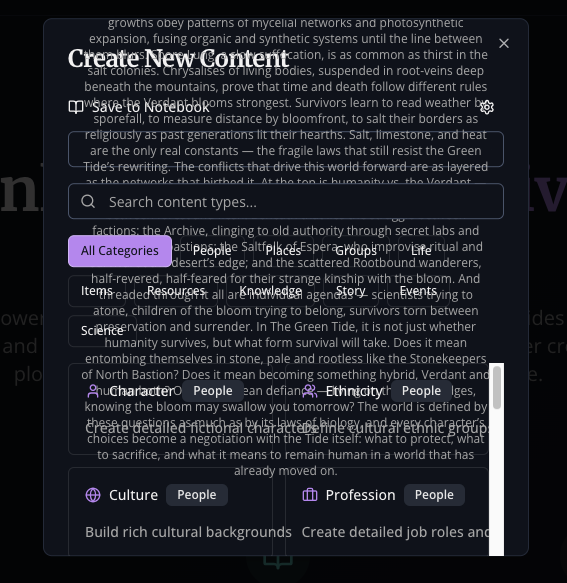 growths obey patterns of mycelial networks and photosynthetic
expansion, fusing organic and synthetic systems until the line between
Create New Content
suffocation, is as common as thirst in the
salt colonies. Chrysalises of living bodies, suspended in root-veins deep
beneath the mountains, prove that time and death follow different rules
where the Verdant blooms strongest. Survivors learn to read weather by
Save to Notebook
sporefall, to measure distance by bloomfront, to salt their borders as
religiously as past generations lit their hearths. Salt, limestone, and heat
are the only real constants — the fragile laws that still resist the Green
Tide's rewriting. The conflicts that drive this world forward are as layered
as the networks that birthed it. At the top is humanity vs. the Verdant
Search content types...
factions: the Archive, clinging to old authority through secret labs and
bastions; the Saltfolk of Espera, who improvise ritual and
All Categories
People
Places
Groups
Life
desert's edge; and the scattered Rootbound wanderers,
half-revered, half-feared for their strange kinship with the bloom. And
Items
Resources
Knowledge
Story
Events
threaded through it all are individual agendas — scientists trying to
atone, children of the bloom trying to belong, survivors torn between
Science
preservation and surrender. In The Green Tide, it is not just whether
humanity survives, but what form survival will take. Does it mean
entombing themselves in stone, pale and rootless like the Stonekeepers
of North Bastion? Does it mean becoming something hybrid, Verdant and
Character
People
Ethnicity
People
knowing the bloom may swallow you tomorrow? The world is defined by
these questions as much as by its laws of biology, and every character's
Create detailed fictional characters
Define cultural ethnic group
choices become a negotiation with the Tide itself: what to protect, what
to sacrifice, and what it means to remain human in a world that has
already moved on.
Culture
People
Profession
People
Build rich cultural backgrounds
Create detailed job roles and